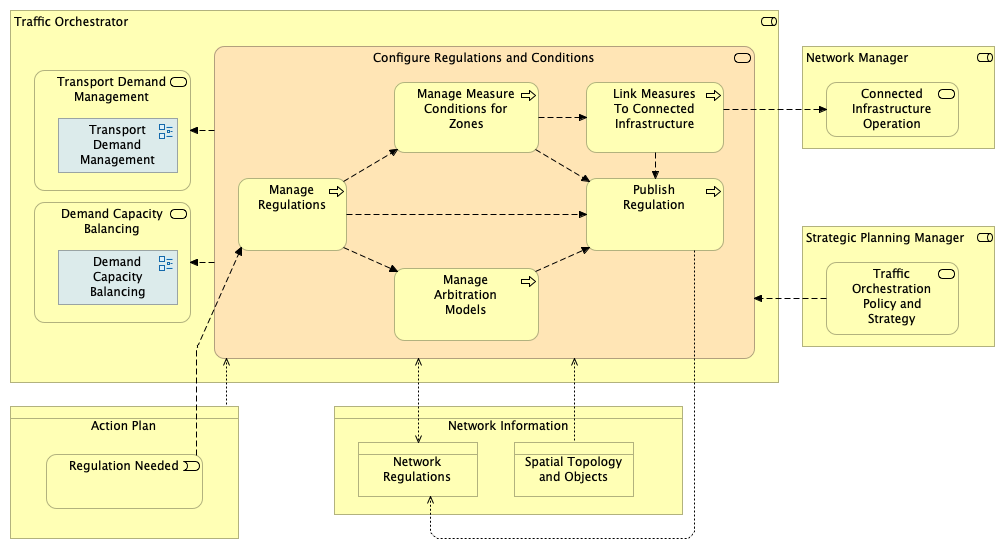 Traffic Orchestrator
Configure Regulations and Conditions
Transport Demand
Management
Transport
Demand
Management
Demand Capacity
Balancing
Demand
Capacity
Balancing
Manage Measure
Conditions for
Zones
Link Measures
To Connected
Infrastructure
Manage
Regulations
Publish
Regulation
Manage
Arbitration
Models
Network Manager
Connected
Infrastructure
Operation
Strategic Planning Manager
Traffic
Orchestration
Policy and
Strategy
Action Plan
Regulation Needed
Network Information
Network
Regulations
Spatial Topology
and Objects